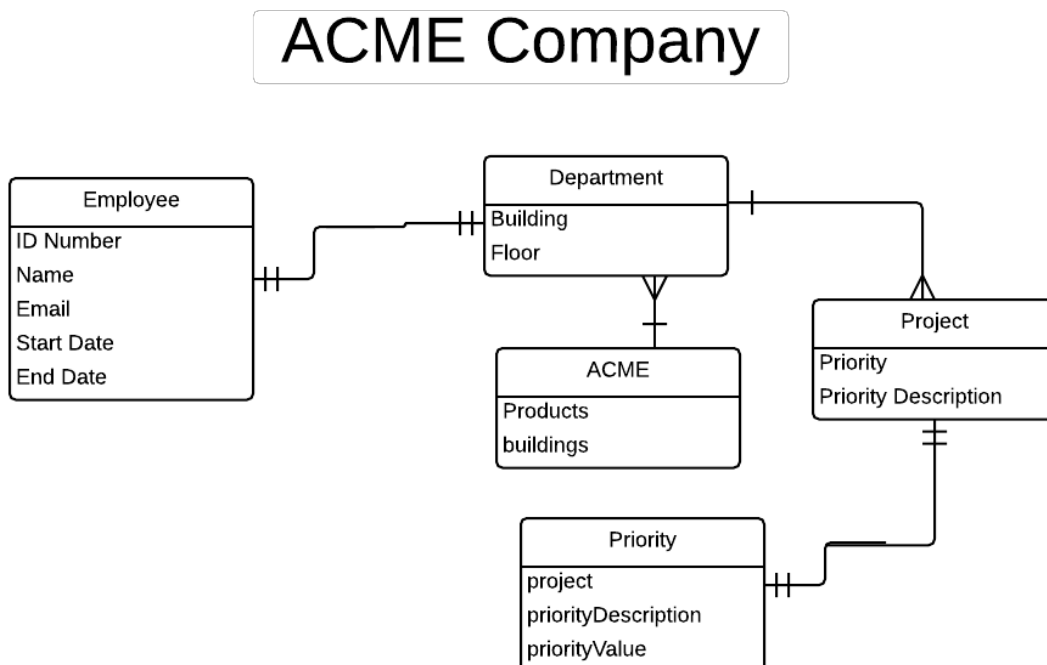 ACME Company
Employee
ID Number
Name
Email
Start Date
End Date
Department
Building
Floor
ACME
Products
buildings
Project
Priority
Priority Description
Priority
project
priorityDescription
priorityValue